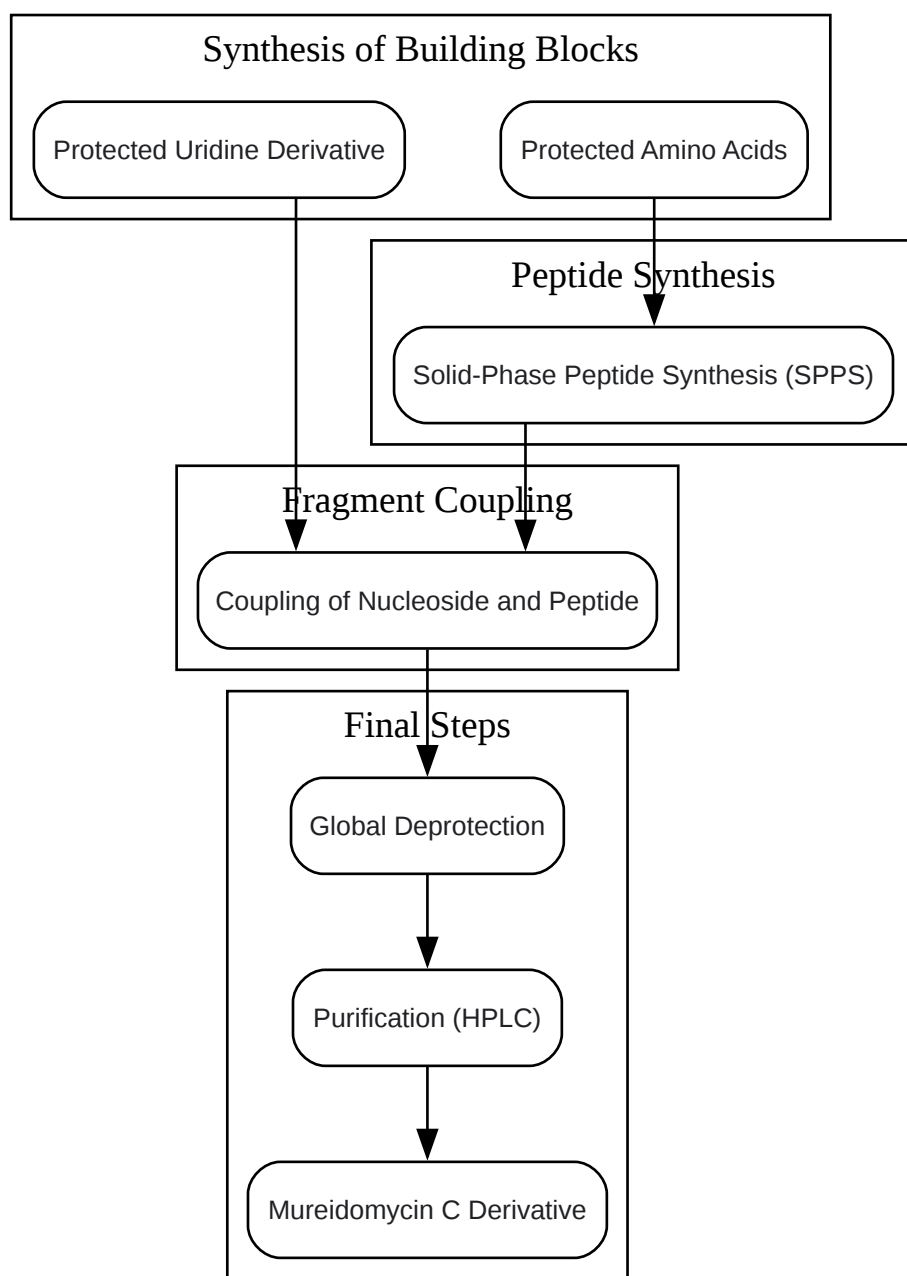 Synthesis of Building Blocks
Protected Uridine Derivative
Protected Amino Acids
Peptide Synthesis
Solid-Phase Peptide Synthesis (SPPS)
Fragment Coupling
Coupling of Nucleoside and Peptide
Final Steps
Global Deprotection
Purification (HPLC)
Mureidomycin C Derivative